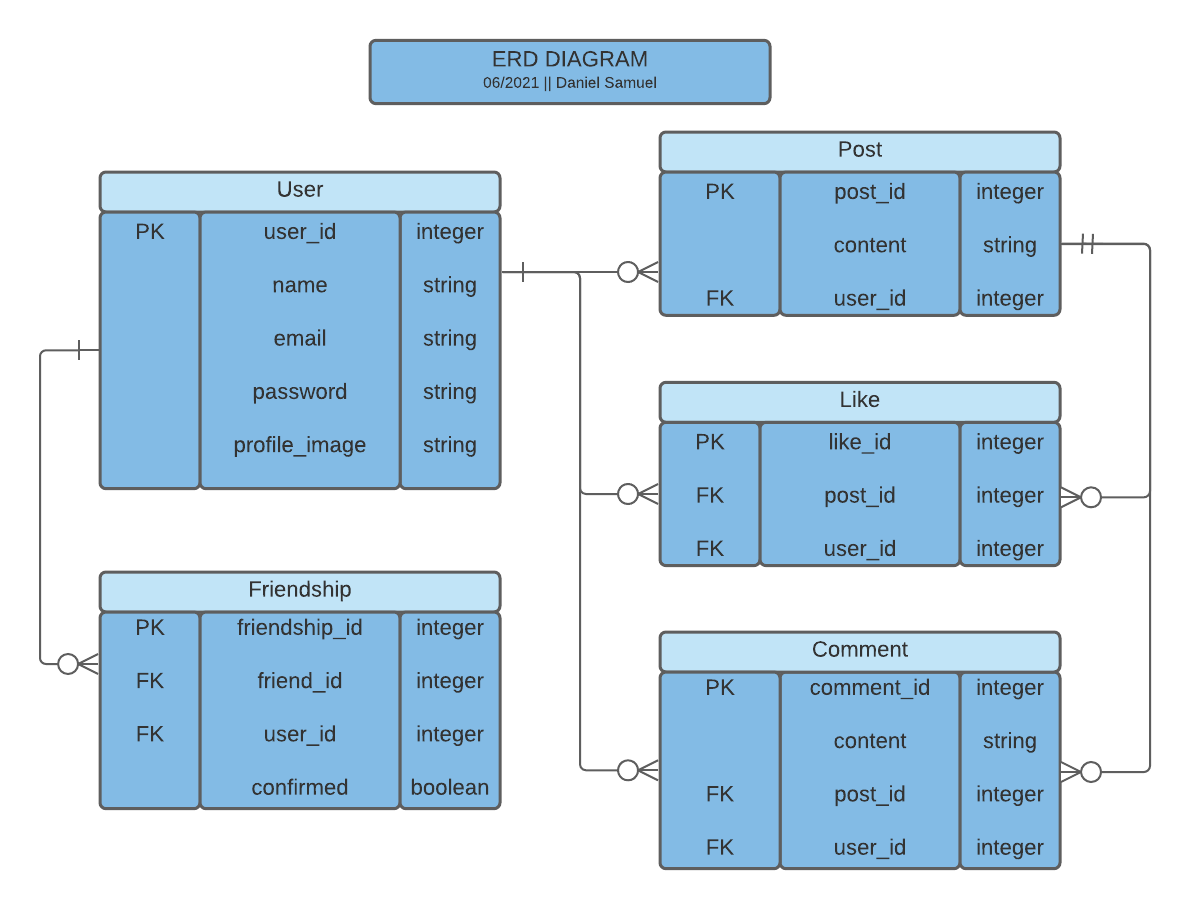 ERD DIAGRAM
06/2021 || Daniel Samuel
User
PK user_id integer
name string
email string
password string
profile_image string
Friendship
PK friendship_id integer
FK friend_id integer
FK user_id integer
confirmed boolean
Post
PK post_id integer
content string
FK user_id integer
Like
PK like_id integer
FK post_id integer
FK user_id integer
Comment
PK comment_id integer
content string
FK post_id integer
FK user_id integer